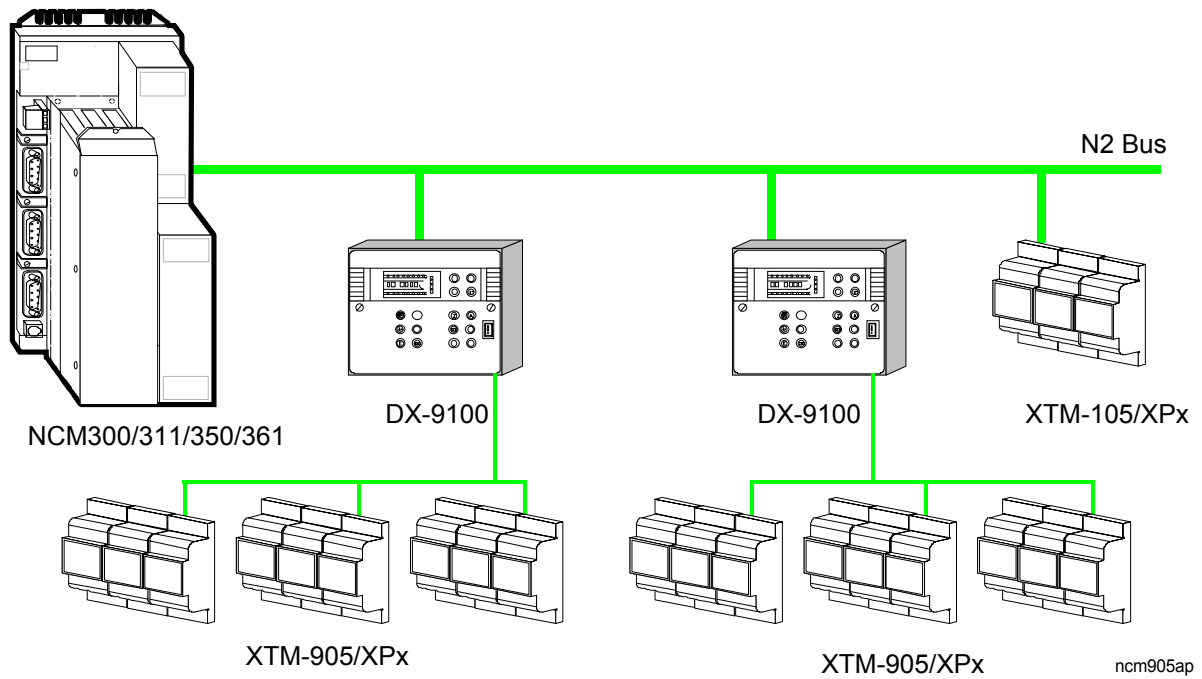 N2 Bus
DX-9100
DX-9100
XTM-105/XPx
NCM300/311/350/361
XTM-905/XPx
XTM-905/XPx
ncm905ap